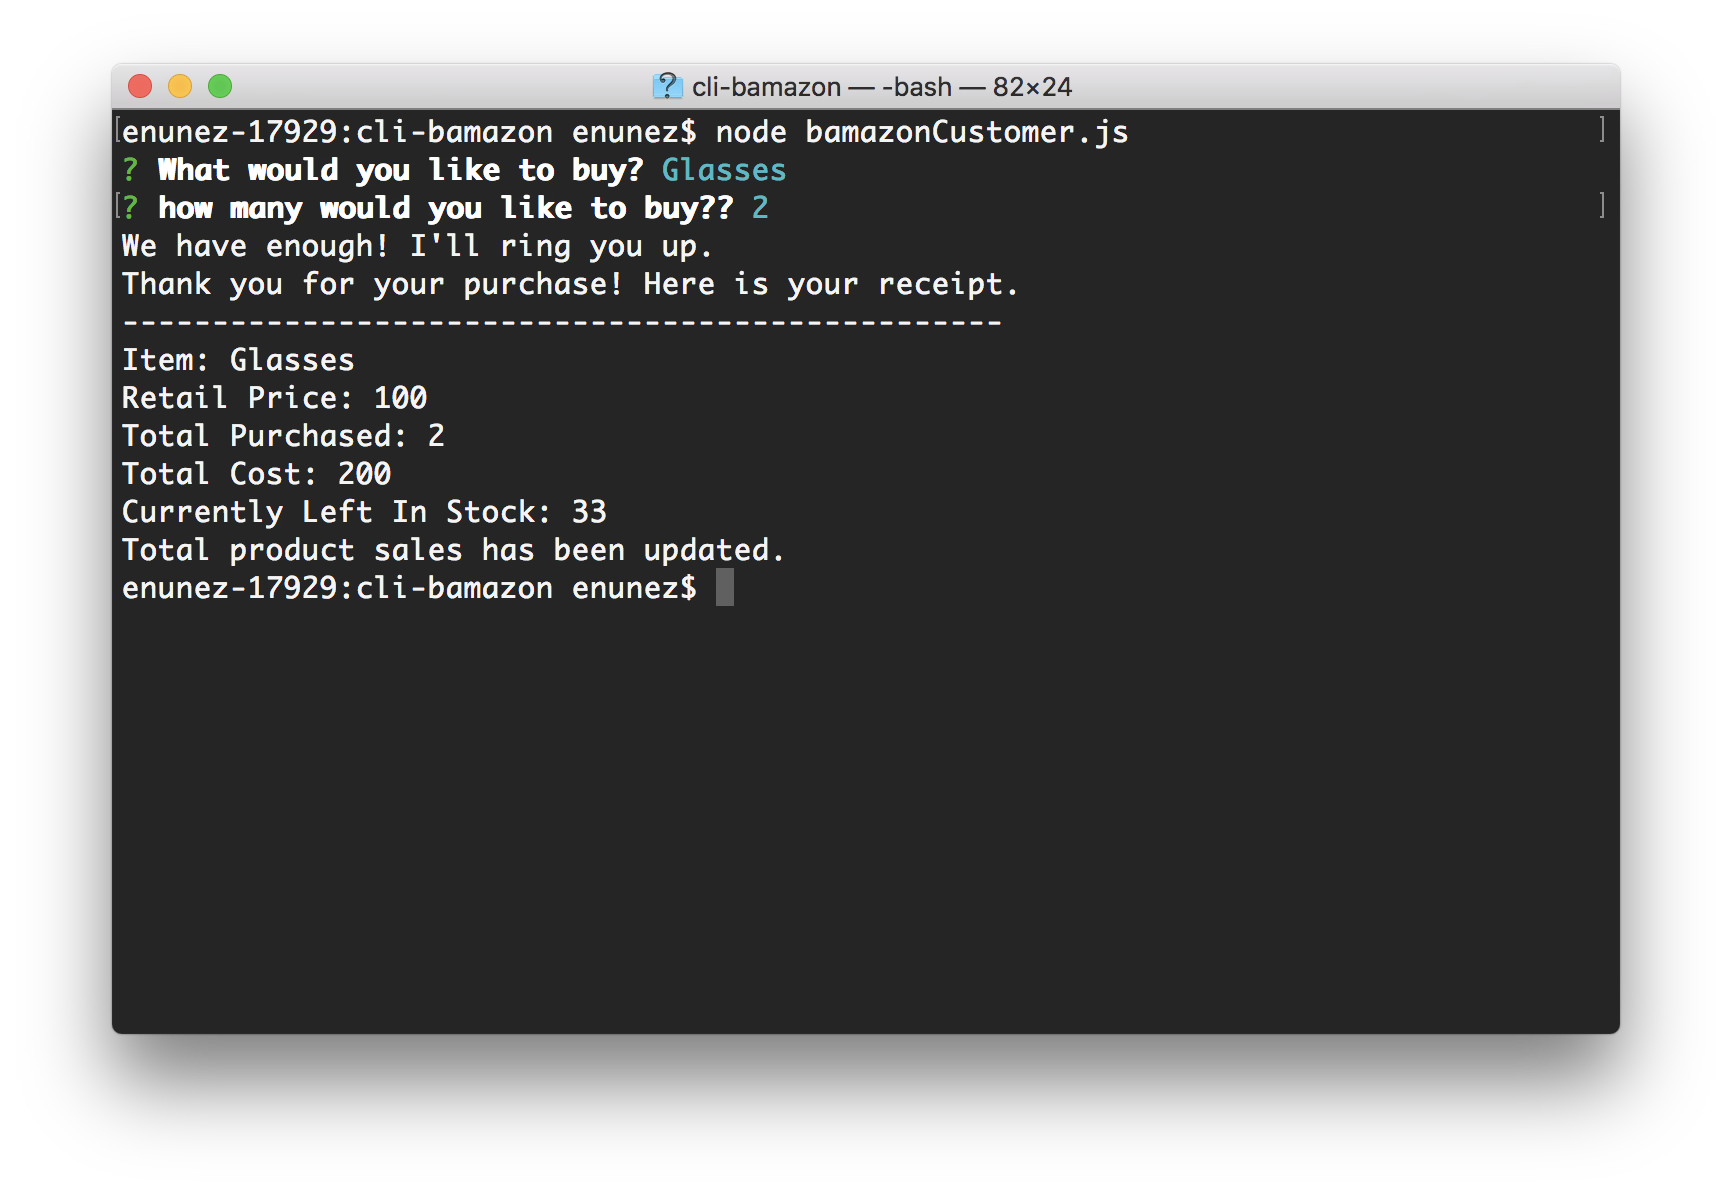 cli-bamazon — -bash — 82×24
enunez-17929:cli-bamazon enunez$ node bamazonCustomer.js
? What would you like to buy? Glasses
? how many would you like to buy?? 2
We have enough! I'll ring you up.
Thank you for your purchase! Here is your receipt.
-------------------------------------------------
Item: Glasses
Retail Price: 100
Total Purchased: 2
Total Cost: 200
Currently Left In Stock: 33
Total product sales has been updated.
enunez-17929:cli-bamazon enunez$